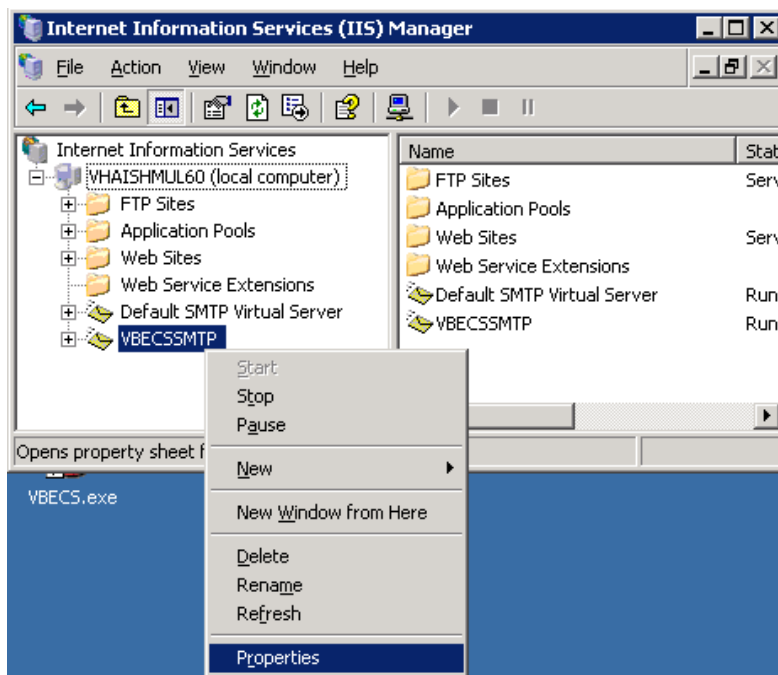 Internet Information Services (IIS) Manager
File Action View Window Help
Internet Information Services
VHAISHMUL60 (local computer)
FTP Sites
Application Pools
Web Sites
Web Service Extensions
Default SMTP Virtual Server
VBECSSMTP
Name Stat
FTP Sites Serv
Application Pools
Web Sites Serv
Web Service Extensions
Default SMTP Virtual Server Run
VBECSSMTP Run
Start
Stop
Pause
New
New Window from Here
Delete
Rename
Refresh
Properties
Opens property sheet f
VBECS.exe